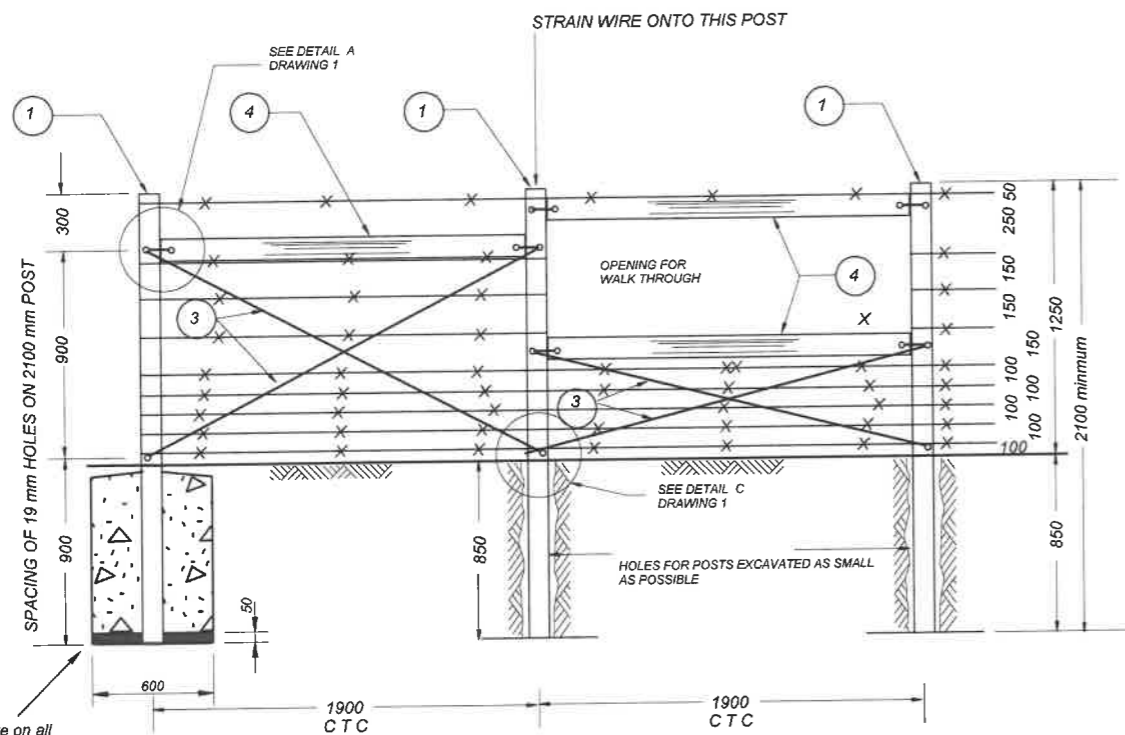 STRAIN WIRE ONTO THIS POST
SEE DETAIL A
DRAWING 1
1
4
1
1
300
900
900
SPACING OF 19 mm HOLES ON 2100 mm POST
3
OPENING FOR
WALK THROUGH
4
3
50
250
150
150
150
150
100
100
100
100
100
1250
2100 minmum
850
SEE DETAIL C
DRAWING 1
850
HOLES FOR POSTS EXCAVATED AS SMALL
AS POSSIBLE
50
600
1900
C T C
1900
C T C
on all